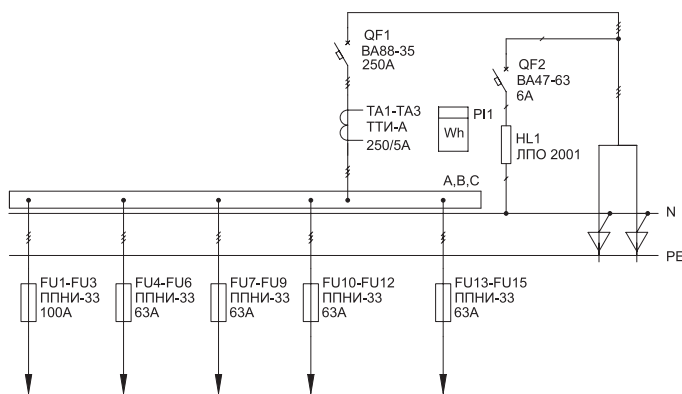 QF1
ВА88-35
250А
QF2
ВА47-63
6А
ТА1-ТА3
ТТИ-А
250/5А
PI1
Wh
HL1
ЛПО 2001
А,В,С
N
PE
FU1-FU3
ППНИ-33
100А
FU4-FU6
ППНИ-33
63А
FU7-FU9
ППНИ-33
63А
FU10-FU12
ППНИ-33
63А
FU13-FU15
ППНИ-33
63А